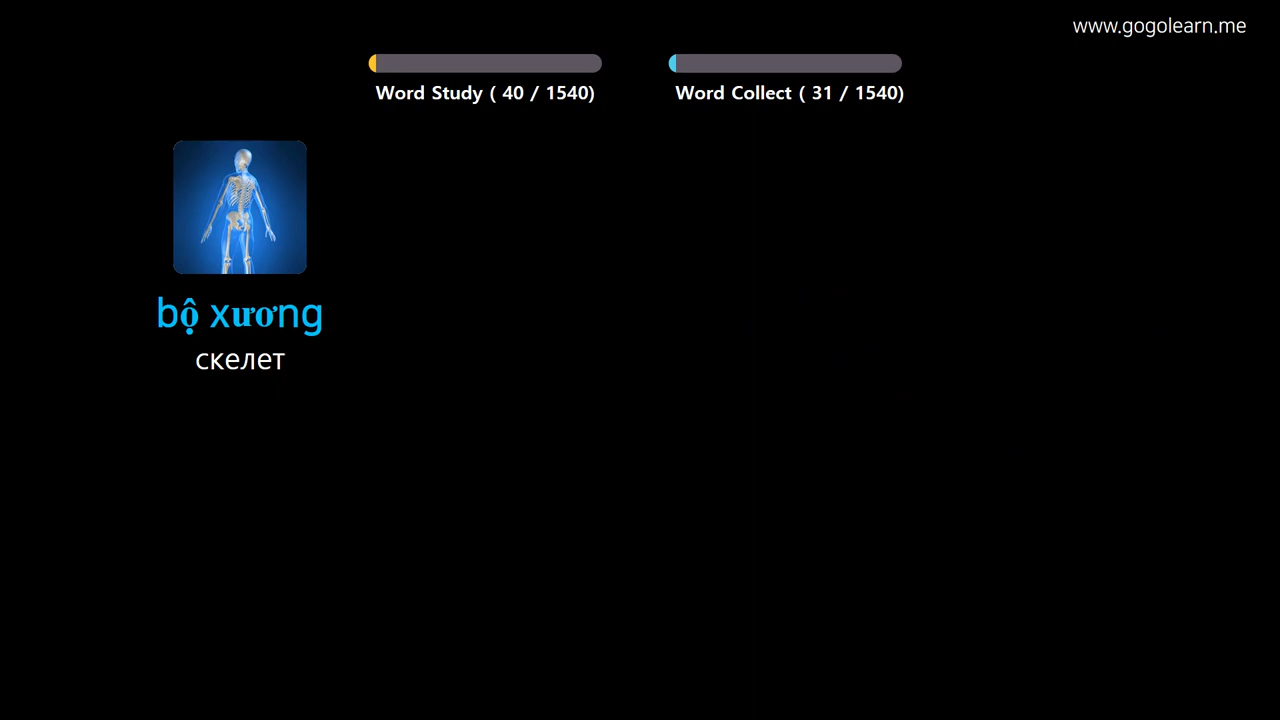 www.gogolearn.me
Word Study ( 40 / 1540)
Word Collect ( 31 / 1540)
bộ xương
скелет